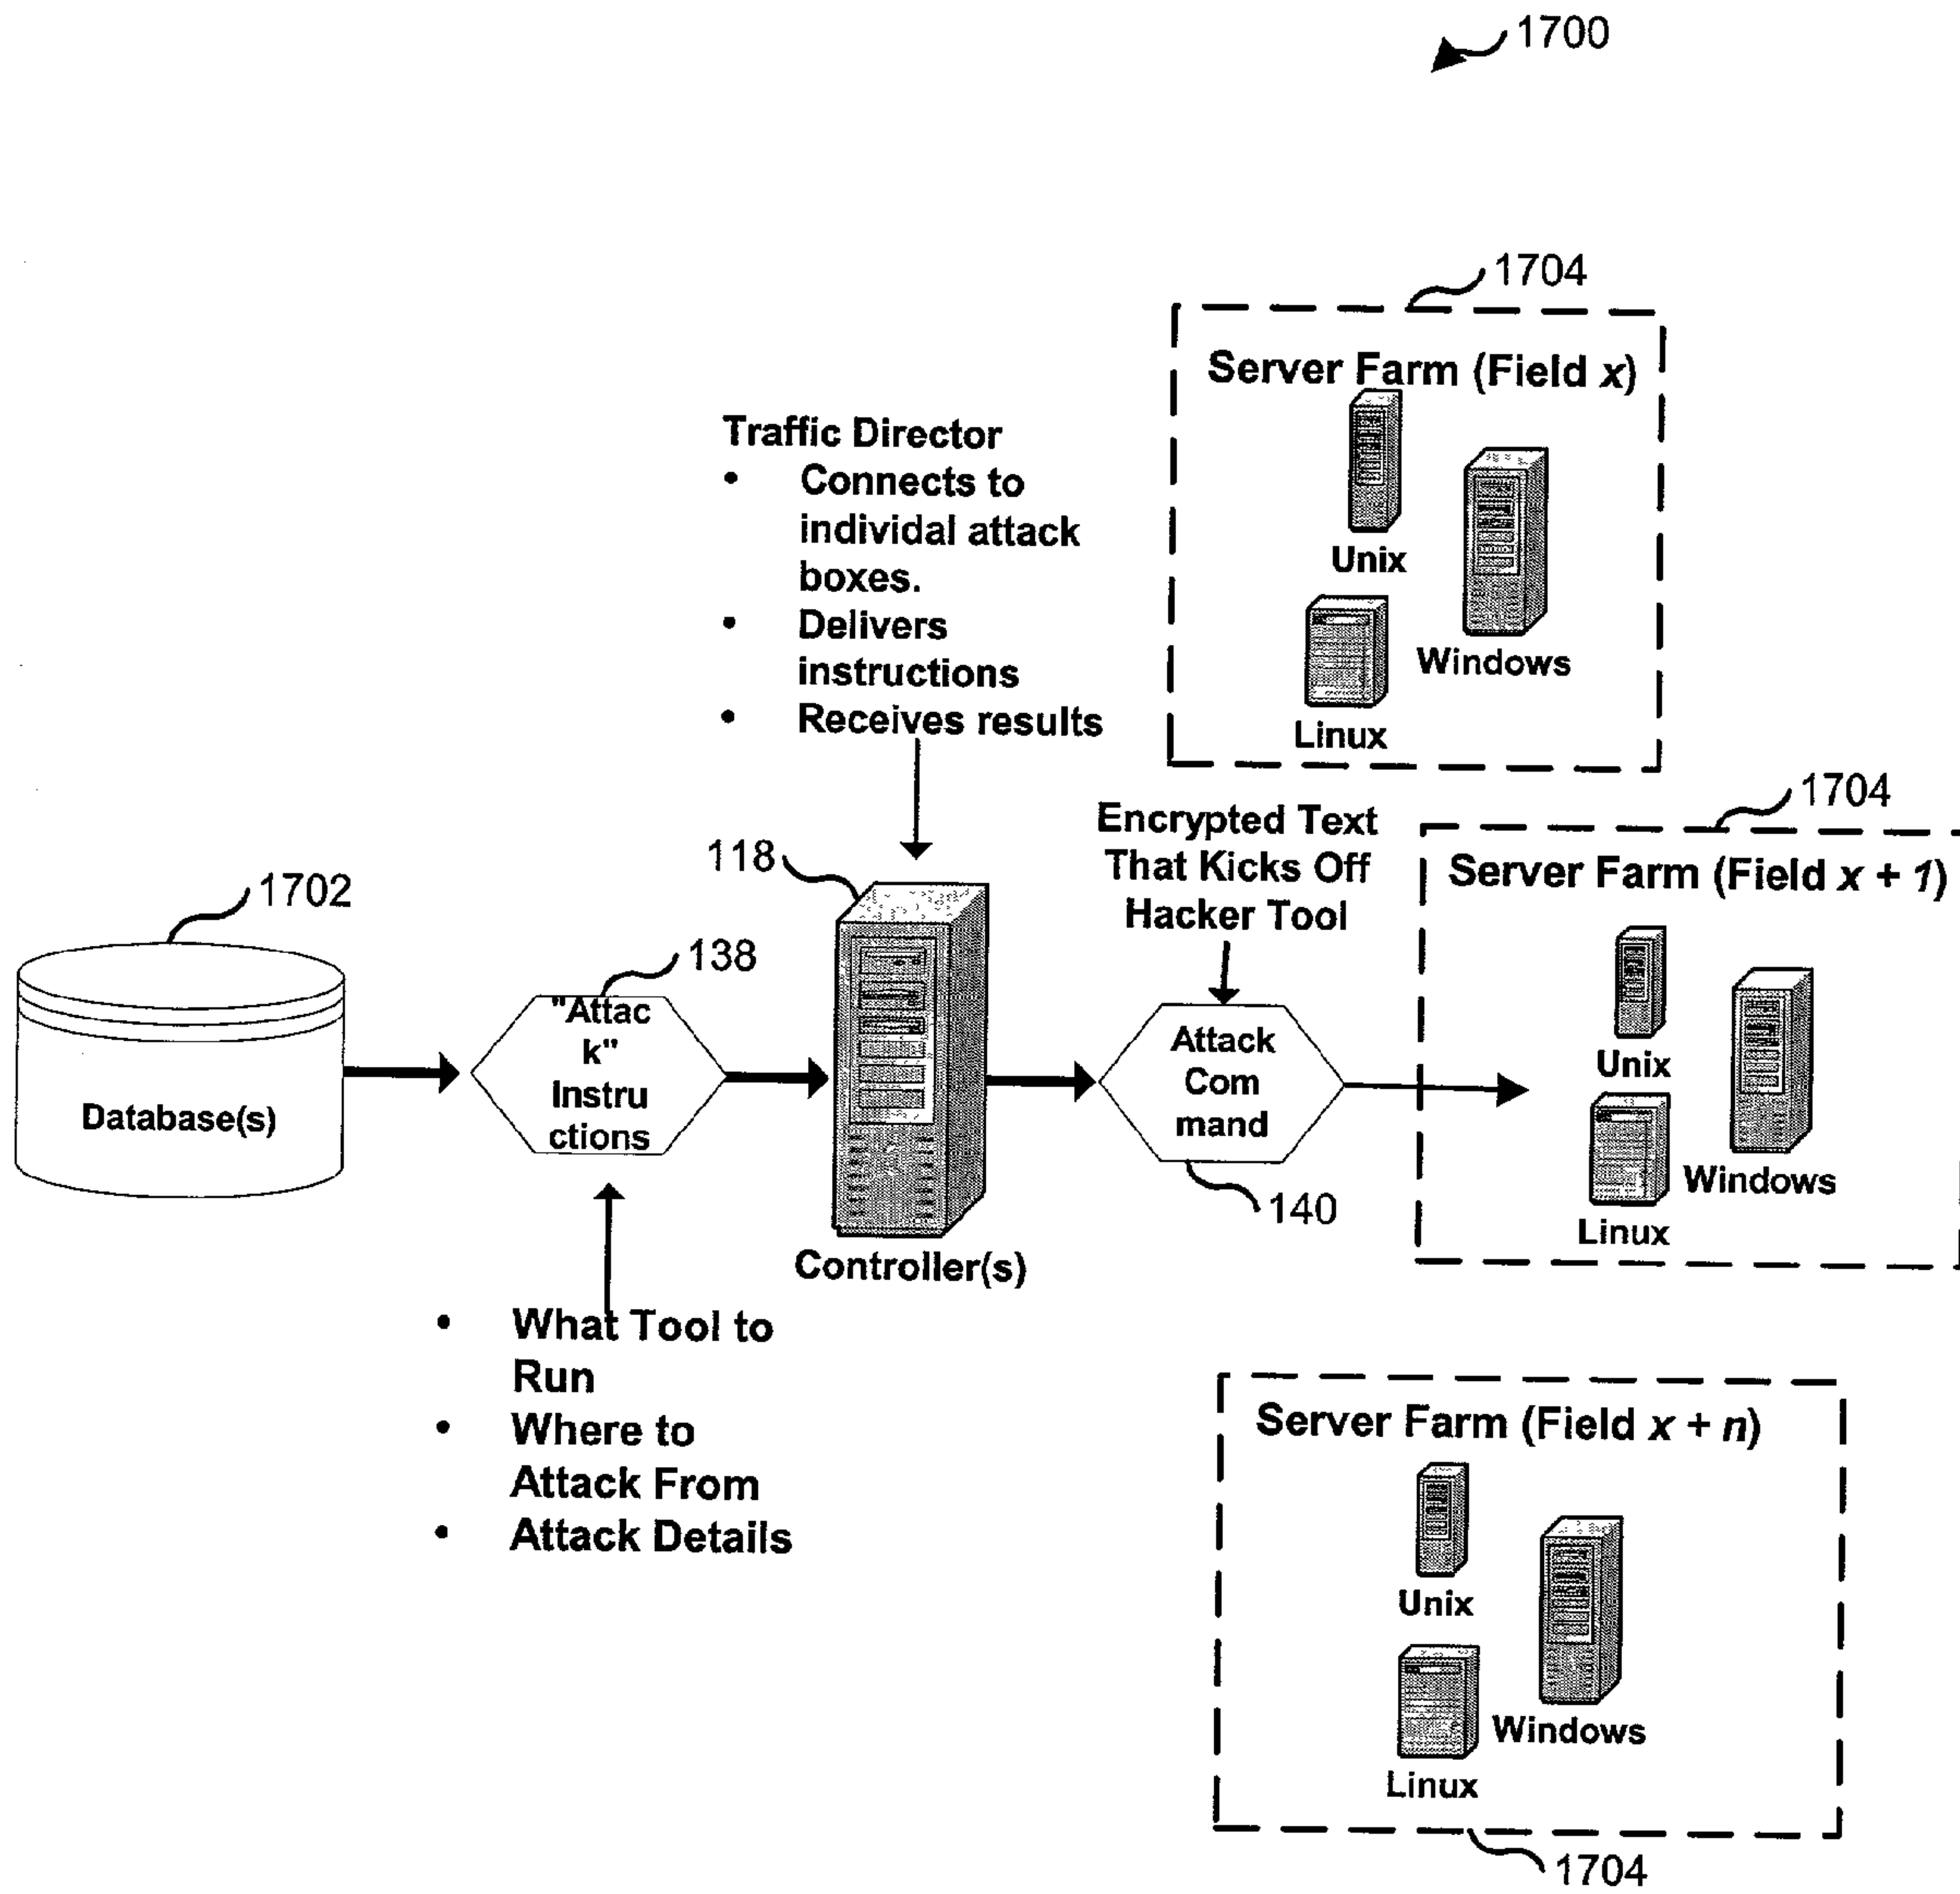 1700
1704
Server Farm (Field x)
Unix
Windows
Linux
Traffic Director
• Connects to
individal attack
boxes.
• Delivers
instructions
• Receives results
1704
Server Farm (Field x + 1)
Unix
Windows
Linux
Encrypted Text
That Kicks Off
Hacker Tool
118
1702
Database(s)
138
"Attac
k"
Instru
ctions
Controller(s)
Attack
Com
mand
140
• What Tool to
Run
• Where to
Attack From
• Attack Details
Server Farm (Field x + n)
Unix
Windows
Linux
1704